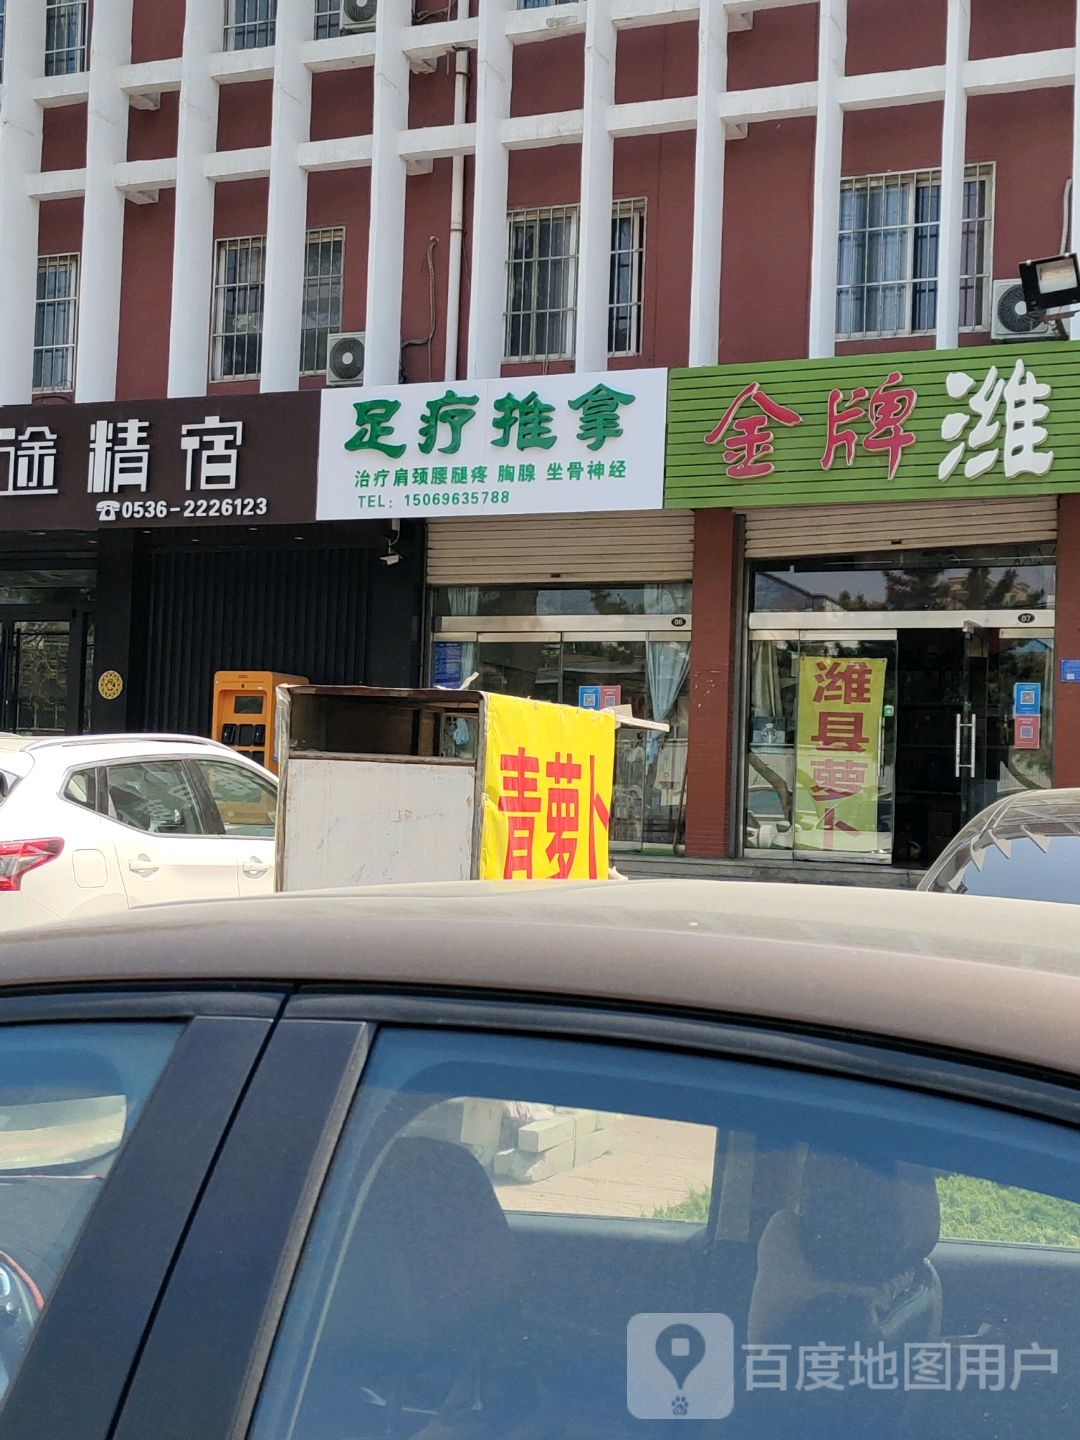 途精宿
☎0536-2226123
足疗推拿
治疗肩颈腰腿疼 胸腺 坐骨神经
TEL: 15069635788
金牌潍
06
07
潍县萝卜
青萝卜
百度地图用户